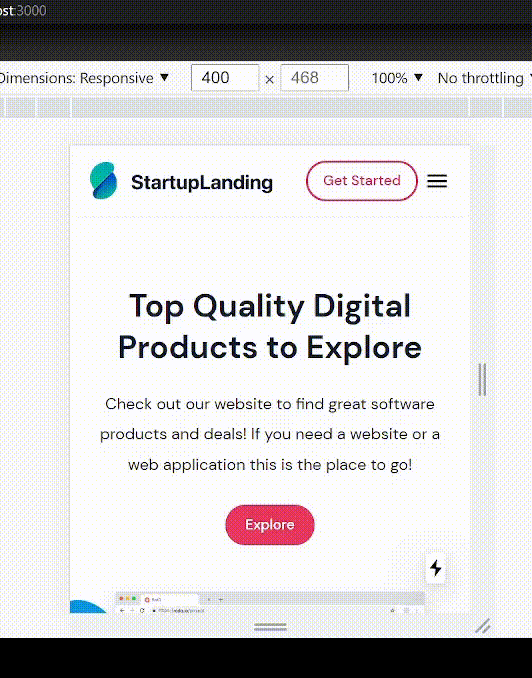 ost:3000
Dimensions: Responsive ▼ 400 × 468 100% ▼ No throttling
StartupLanding Get Started
Top Quality Digital
Products to Explore
Check out our website to find great software
products and deals! If you need a website or a
web application this is the place to go!
Explore